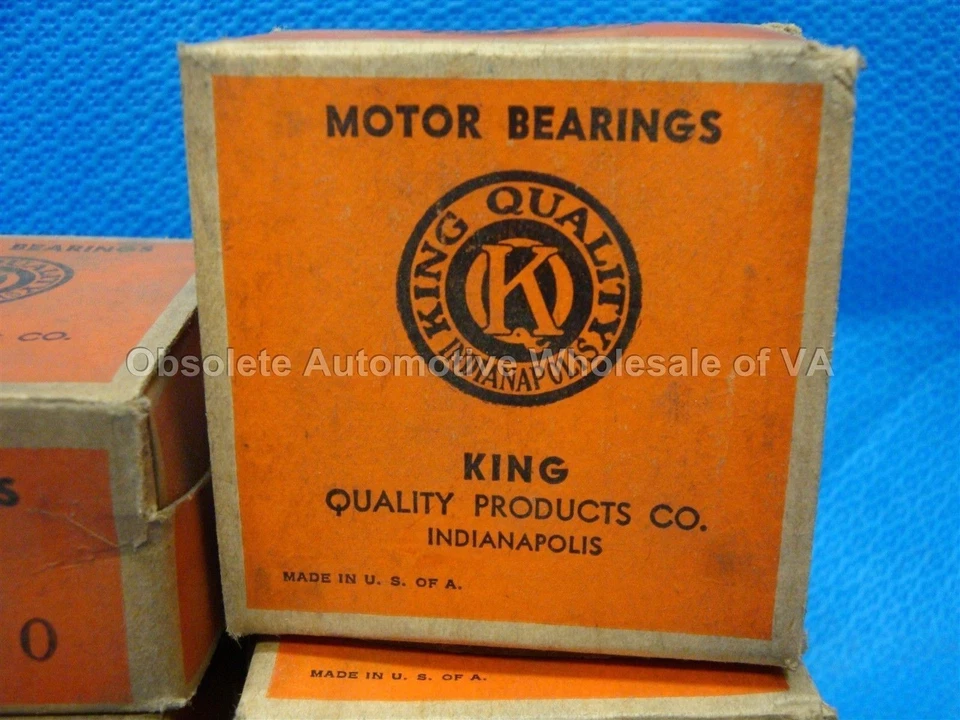 MOTOR BEARINGS
KING QUALITY
K
INDIANAPOLIS
KING
QUALITY PRODUCTS CO.
INDIANAPOLIS
MADE IN U. S. OF A.
MADE IN U. S. OF A.
BEARINGS
CO.
S
0
Obsolete Automotive Wholesale of VA